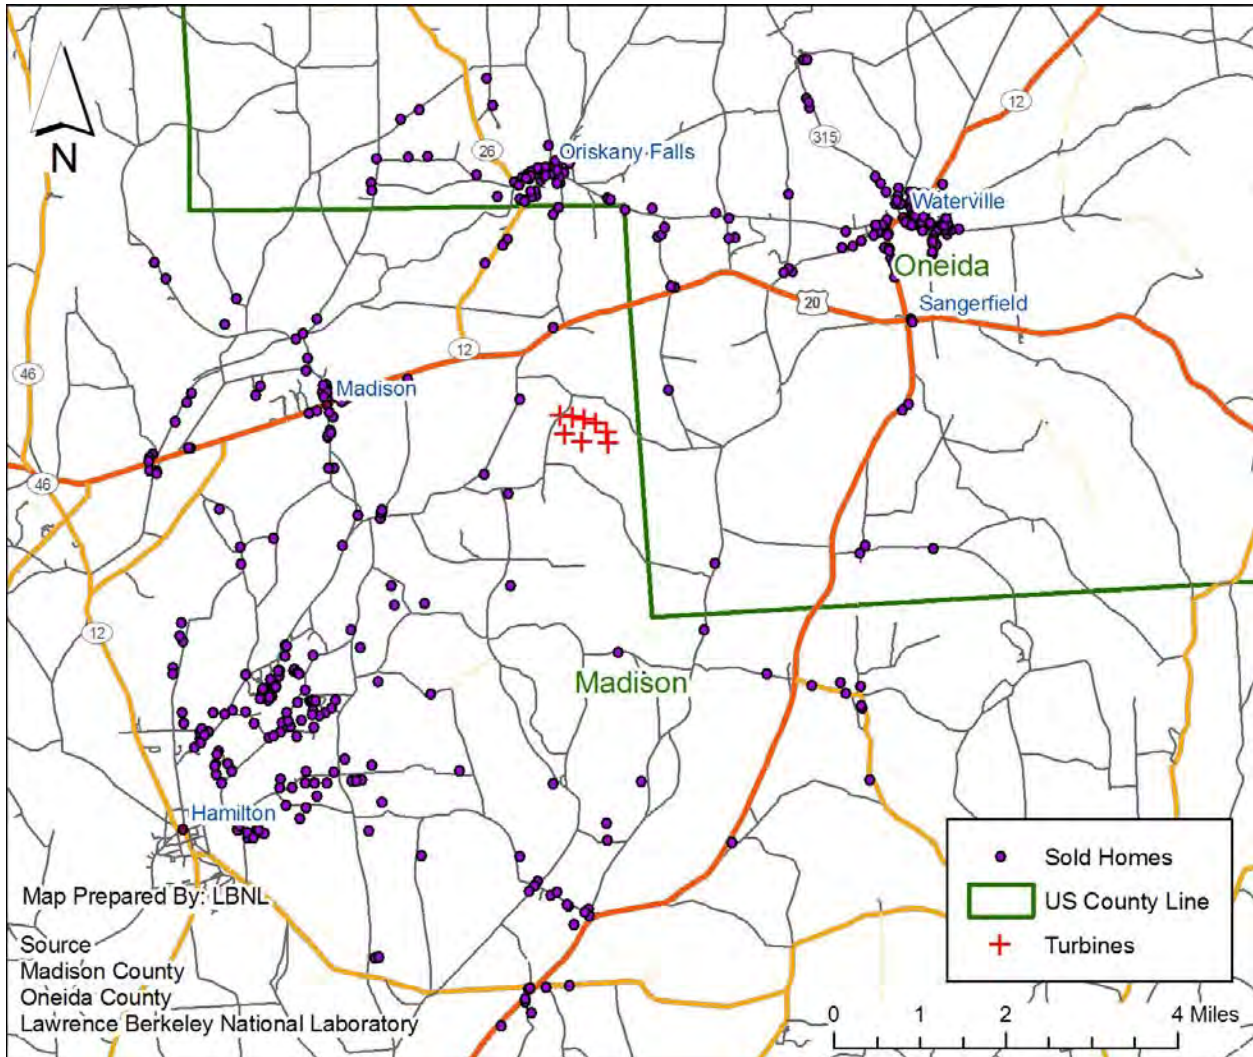 N
12
315
26
Oriskany Falls
Waterville
Oneida
20
Sangerfield
12
46
Madison
46
12
Madison
Hamilton
Map Prepared By: LBNL
Source
Madison County
Oneida County
Lawrence Berkeley National Laboratory
Sold Homes
US County Line
Turbines
0 1 2 4 Miles